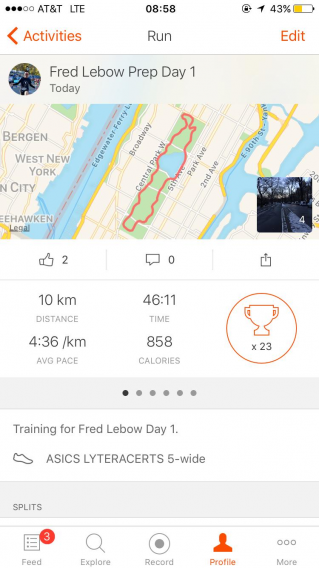 AT&T LTE 08:58 43%
Activities Run Edit
Fred Lebow Prep Day 1
Today
BERGEN
WEST NEW
YORK
N CITY
EEHAWKEN
Edgewater Ferry L
Broadway
Central Park W
5th Ave
Park Ave
2nd Ave
E 90th St–Va
Legal
4
2
0
10 km
DISTANCE
46:11
TIME
4:36 /km
AVG PACE
858
CALORIES
x 23
Training for Fred Lebow Day 1.
ASICS LYTERACERTS 5-wide
SPLITS
3
Feed Explore Record Profile More